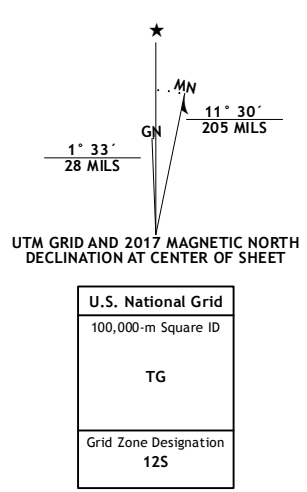 ★
MN
GN
11° 30´
205 MILS
1° 33´
28 MILS
UTM GRID AND 2017 MAGNETIC NORTH
DECLINATION AT CENTER OF SHEET
U.S. National Grid
100,000-m Square ID
TG
Grid Zone Designation
12S